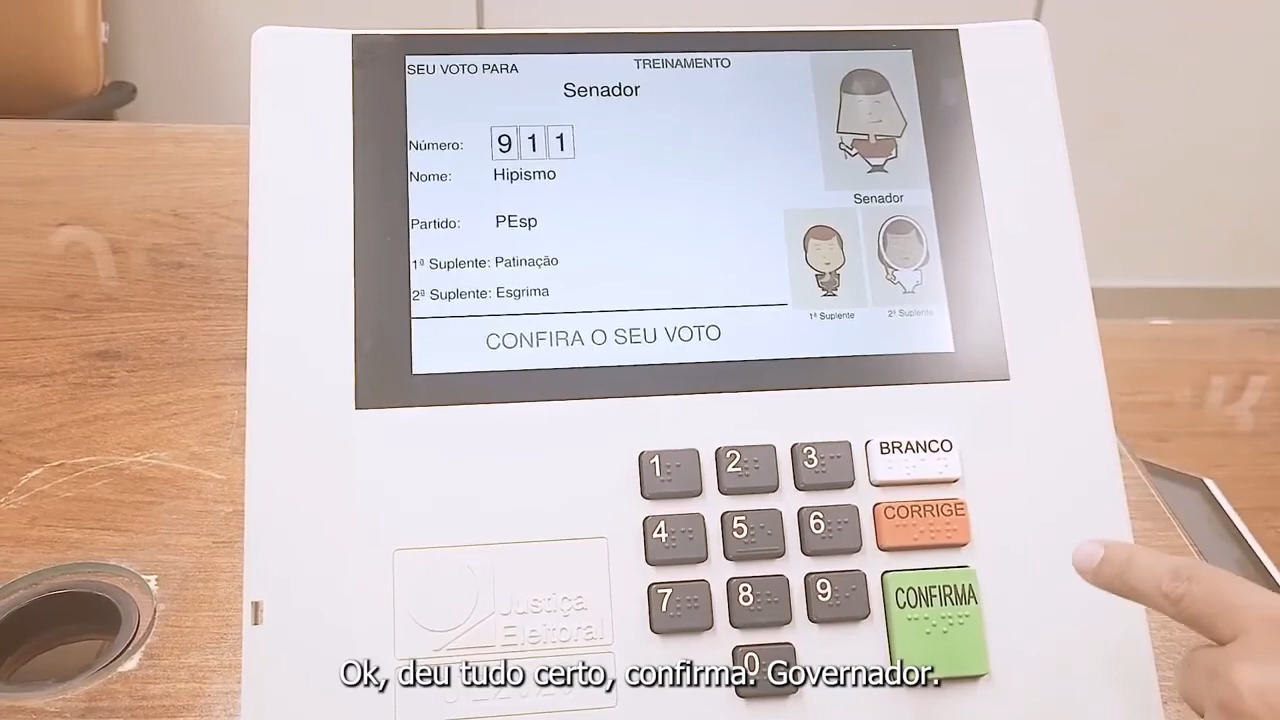 SEU VOTO PARA
TREINAMENTO
Senador
Número: 9 1 1
Nome: Hipismo
Partido: PEsp
1ª Suplente: Patinação
2ª Suplente: Esgrima
CONFIRA O SEU VOTO
Senador
1ª Suplente
2ª Suplente
1 2 3 BRANCO
4 5 6 CORRIGE
7 8 9 CONFIRMA
0
Justiça
Eleitoral
Ok, deu tudo certo, confirma! Governador.